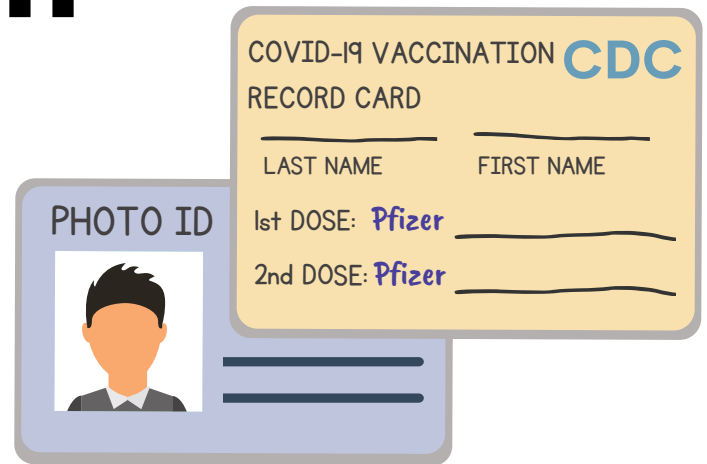 COVID-19 VACCINATION CDC
RECORD CARD
LAST NAME FIRST NAME
1st DOSE: Pfizer
2nd DOSE: Pfizer
PHOTO ID